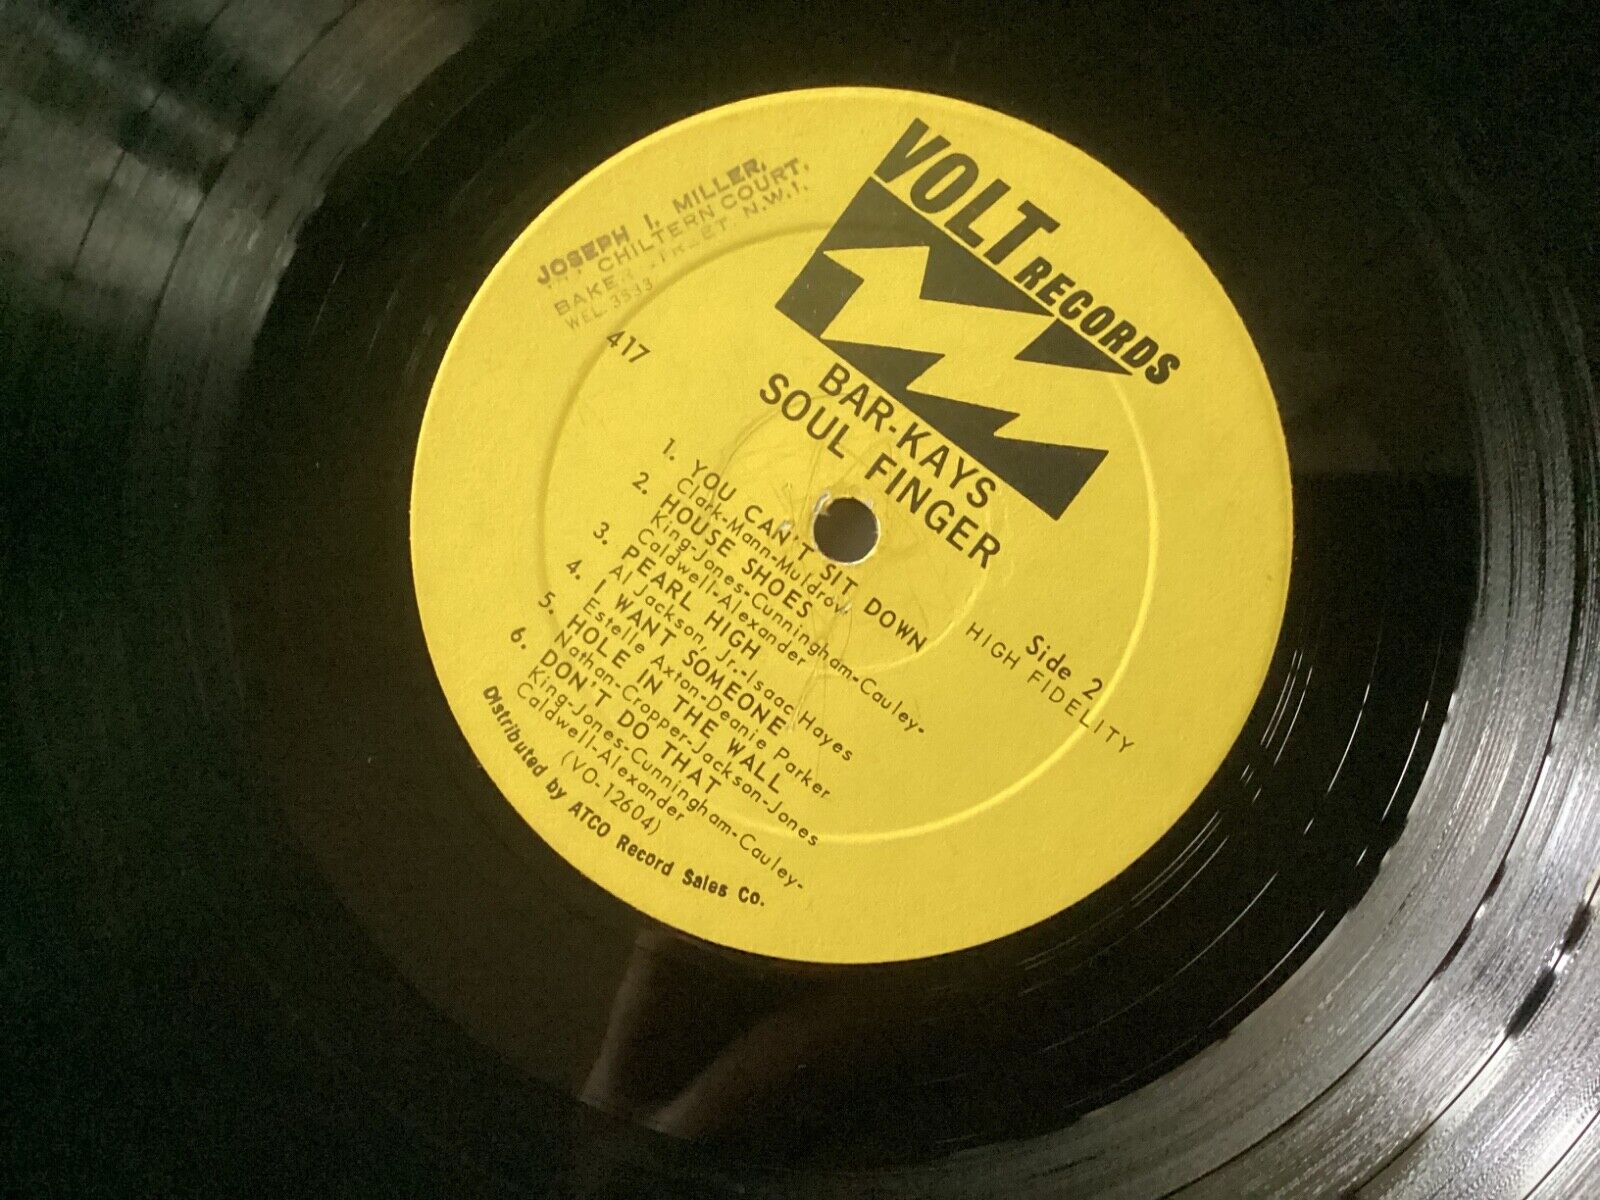 VOLT RECORDS
JOSEPH I. MILLER,
CHILTERN COURT,
N.W.1.
WEL. 3533
417
BAR-KAYS
SOUL FINGER
Side 2
HIGH FIDELITY
1. YOU CAN'T SIT DOWN
Clark-Mann-Muldrow
2. HOUSE SHOES
King-Jones-Cunningham-Cauley-
Caldwell-Alexander
3. PEARL HIGH
Al Jackson, Jr.-Isaac Hayes
4. I WANT SOMEONE
Estelle Axton-Deanie Parker
5. HOLE IN THE WALL
Nathan-Cropper-Jackson-Jones
6. DON'T DO THAT
King-Jones-Cunningham-Cauley-
Caldwell-Alexander
(VO-12604)
Distributed by ATCO Record Sales Co.